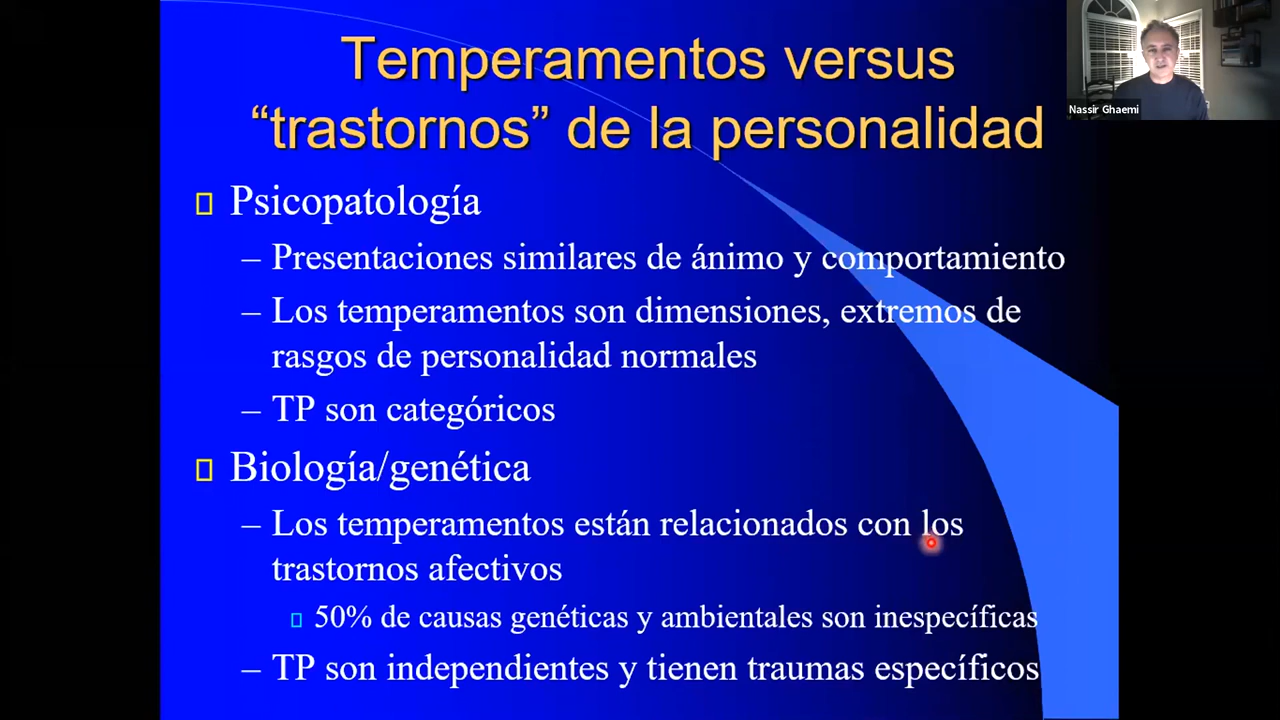 Temperamentos versus
“trastornos” de la personalidad
Nassir Ghaemi
Psicopatología
– Presentaciones similares de ánimo y comportamiento
– Los temperamentos son dimensiones, extremos de
rasgos de personalidad normales
– TP son categóricos
Biología/genética
– Los temperamentos están relacionados con los
trastornos afectivos
50% de causas genéticas y ambientales son inespecíficas
– TP son independientes y tienen traumas específicos